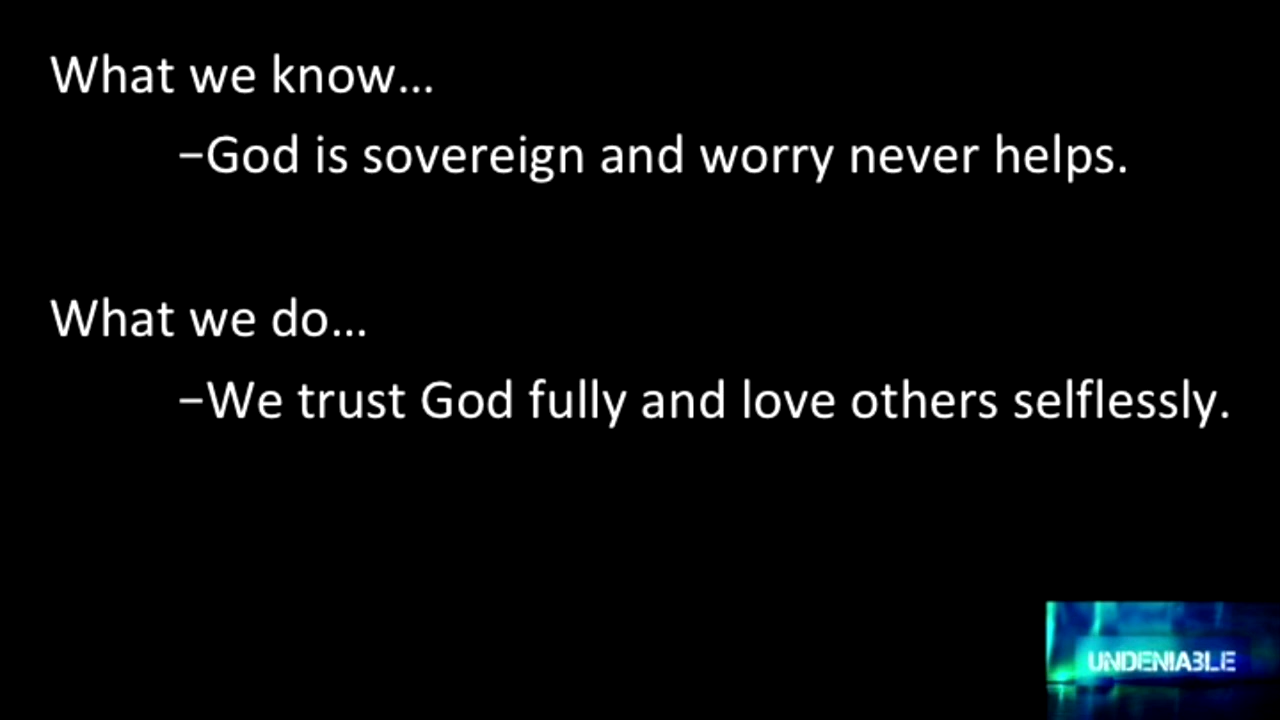 What we know...
–God is sovereign and worry never helps.
What we do...
–We trust God fully and love others selflessly.
UNDENIABLE